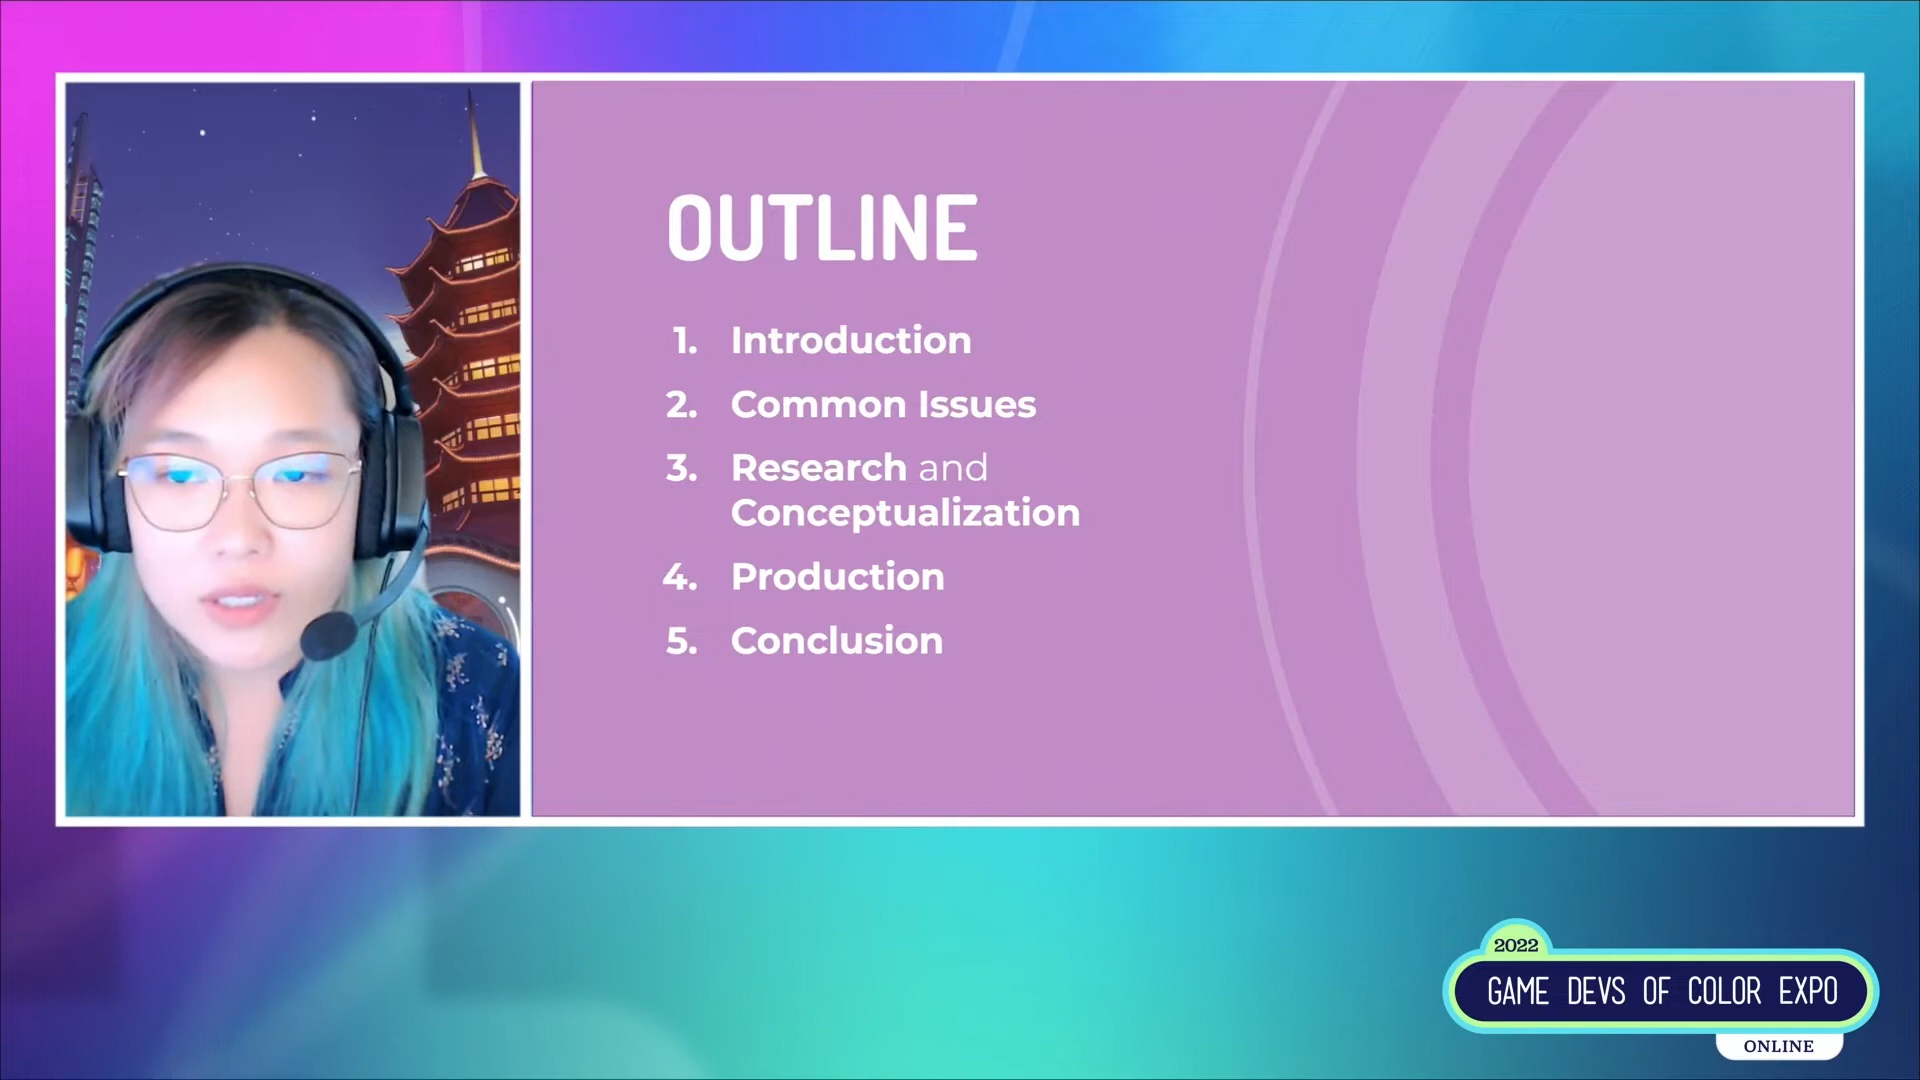 OUTLINE
1. Introduction
2. Common Issues
3. Research and
Conceptualization
4. Production
5. Conclusion
2022
GAME DEVS OF COLOR EXPO
ONLINE